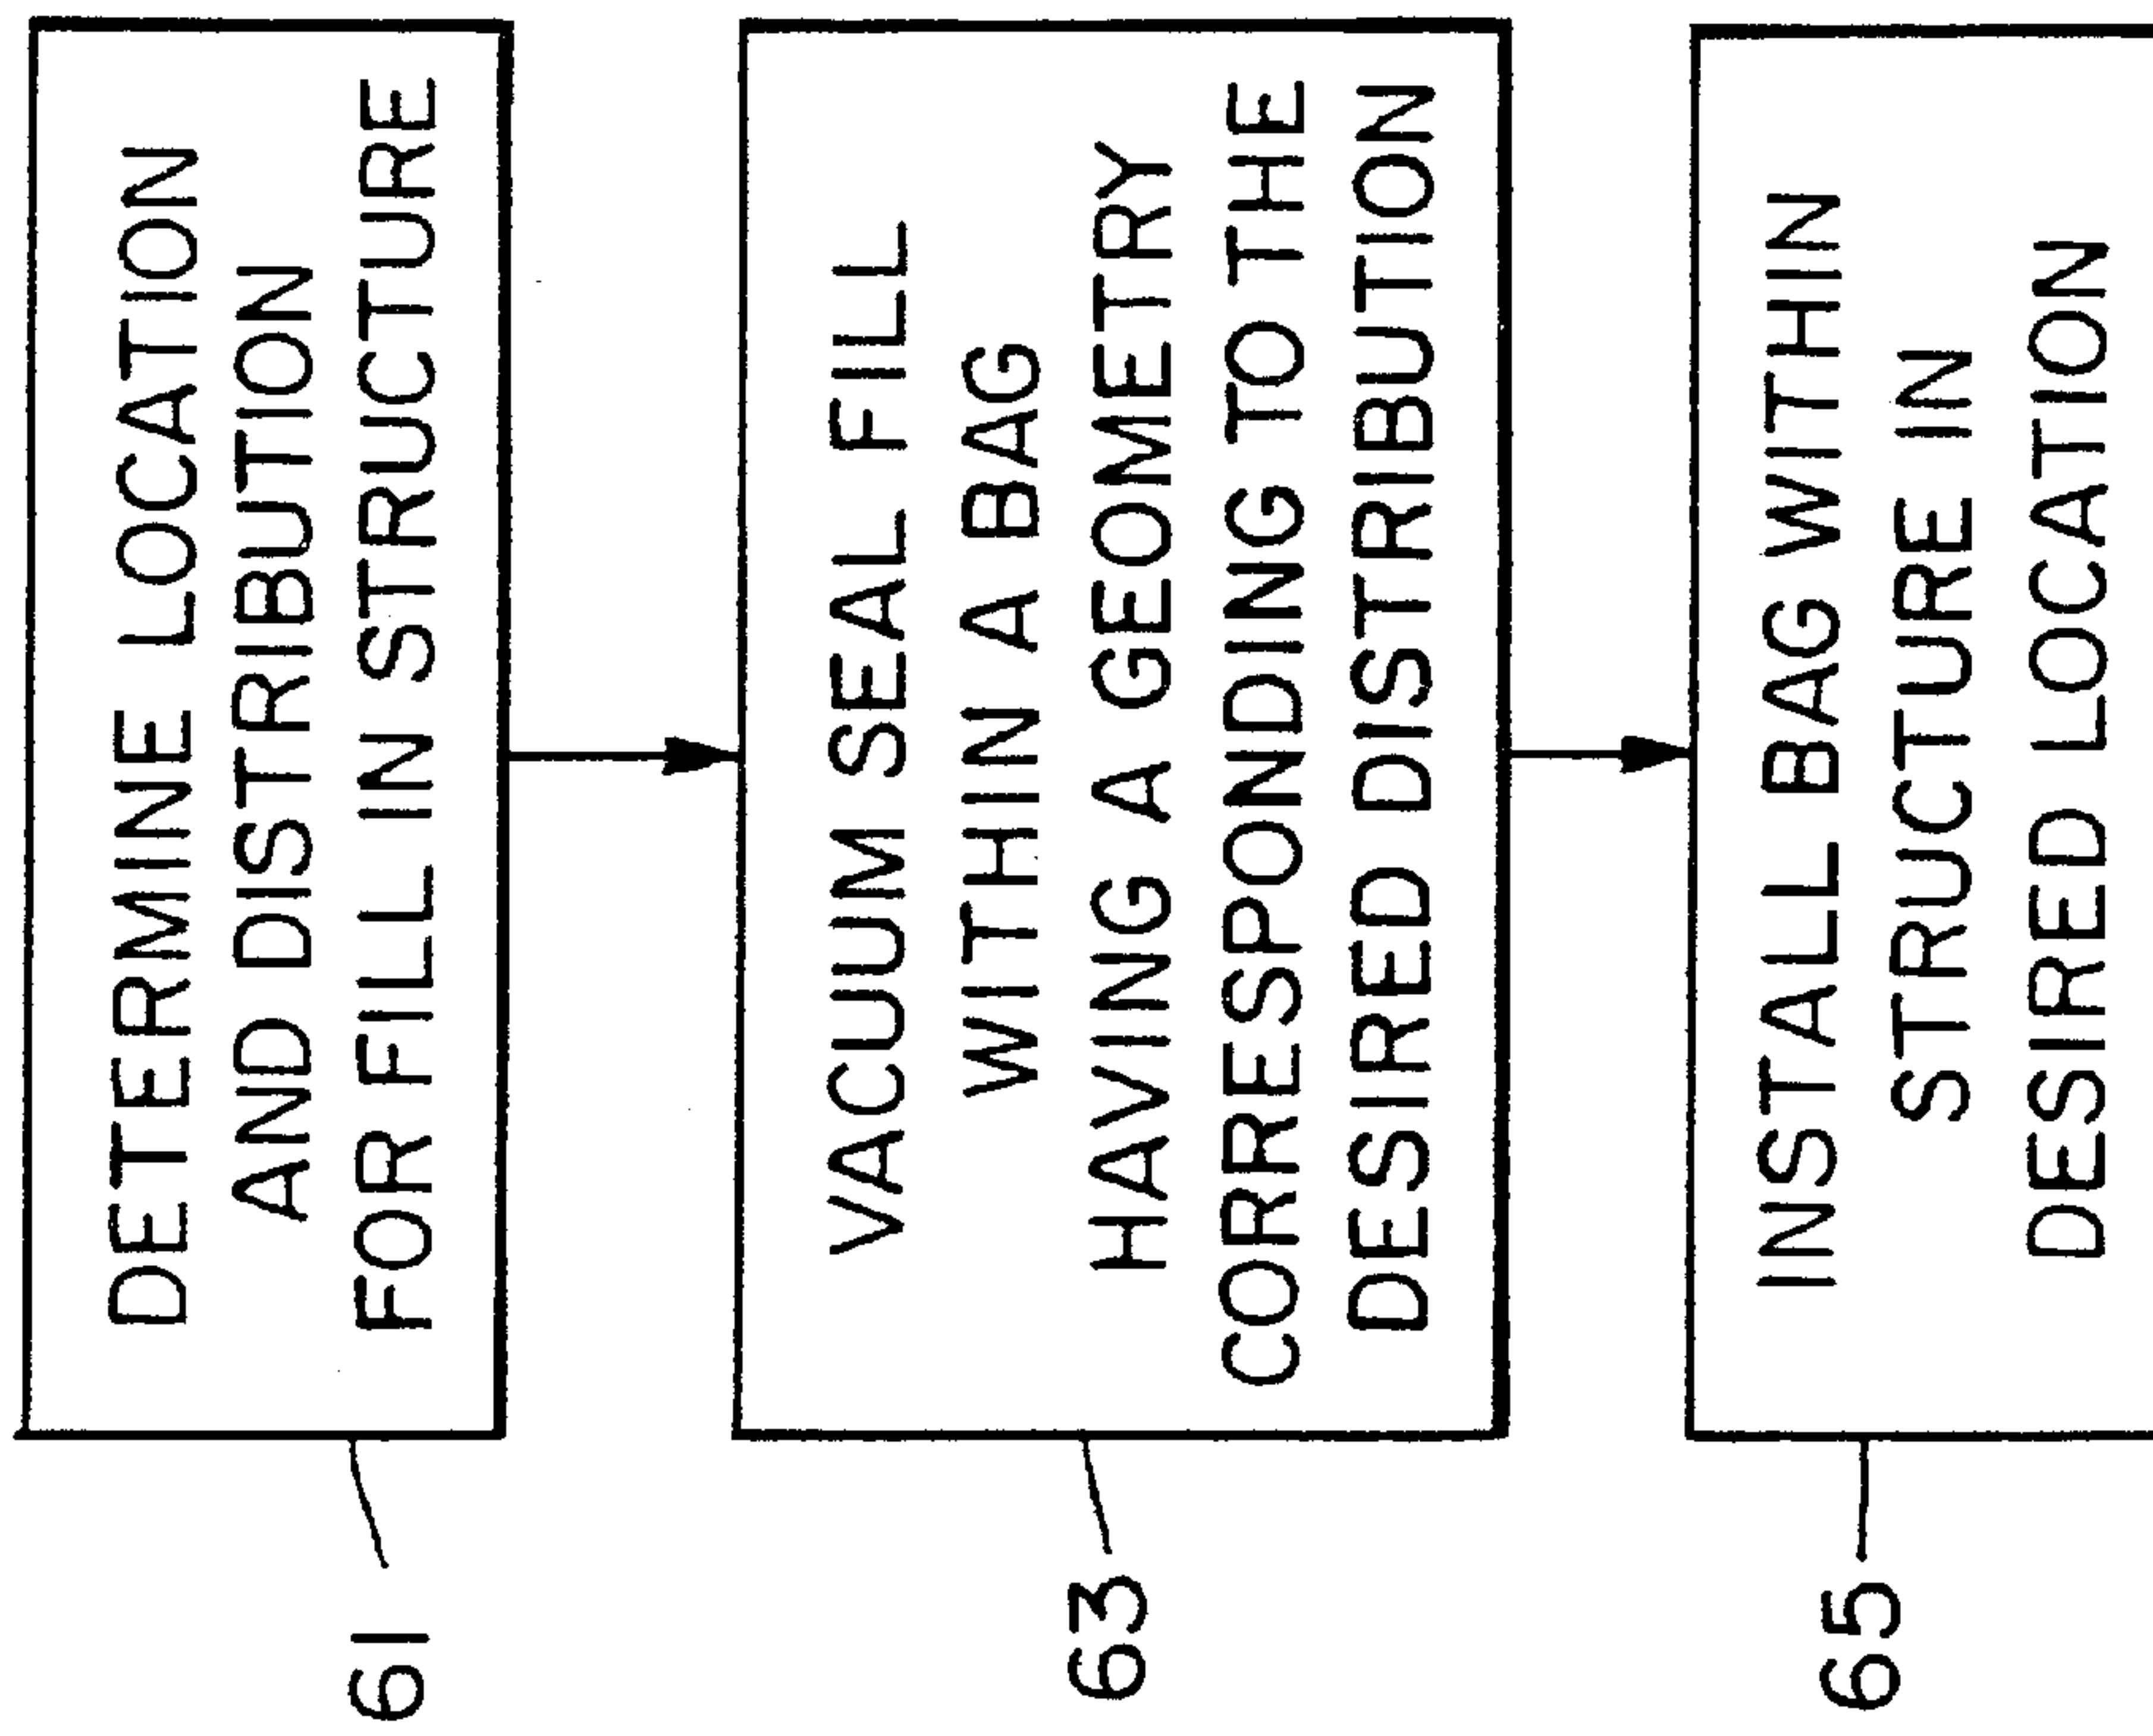 DETERMINE LOCATION
AND DISTRIBUTION
FOR FILL IN STRUCTURE
61
VACUUM SEAL FILL
WITHIN A BAG
HAVING A GEOMETRY
CORRESPONDING TO THE
DESIRED DISTRIBUTION
63
INSTALL BAG WITHIN
STRUCTURE IN
DESIRED LOCATION
65